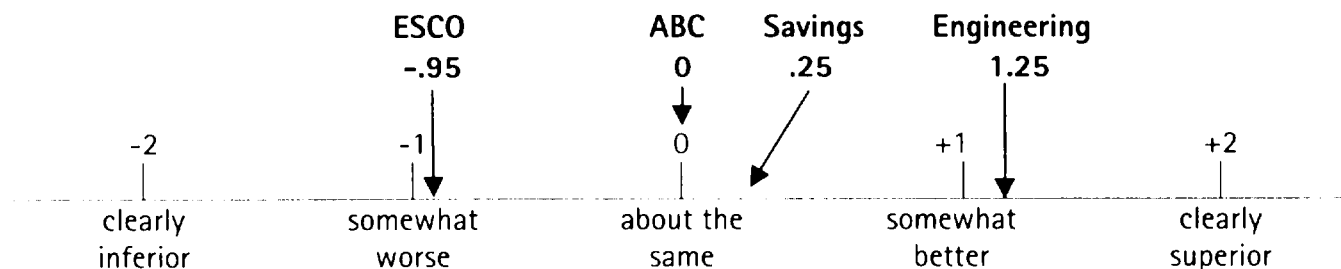 ESCO ABC Savings Engineering
-.95 0 .25 1.25
-2 -1 0 +1 +2
clearly somewhat about the somewhat clearly
inferior worse same better superior